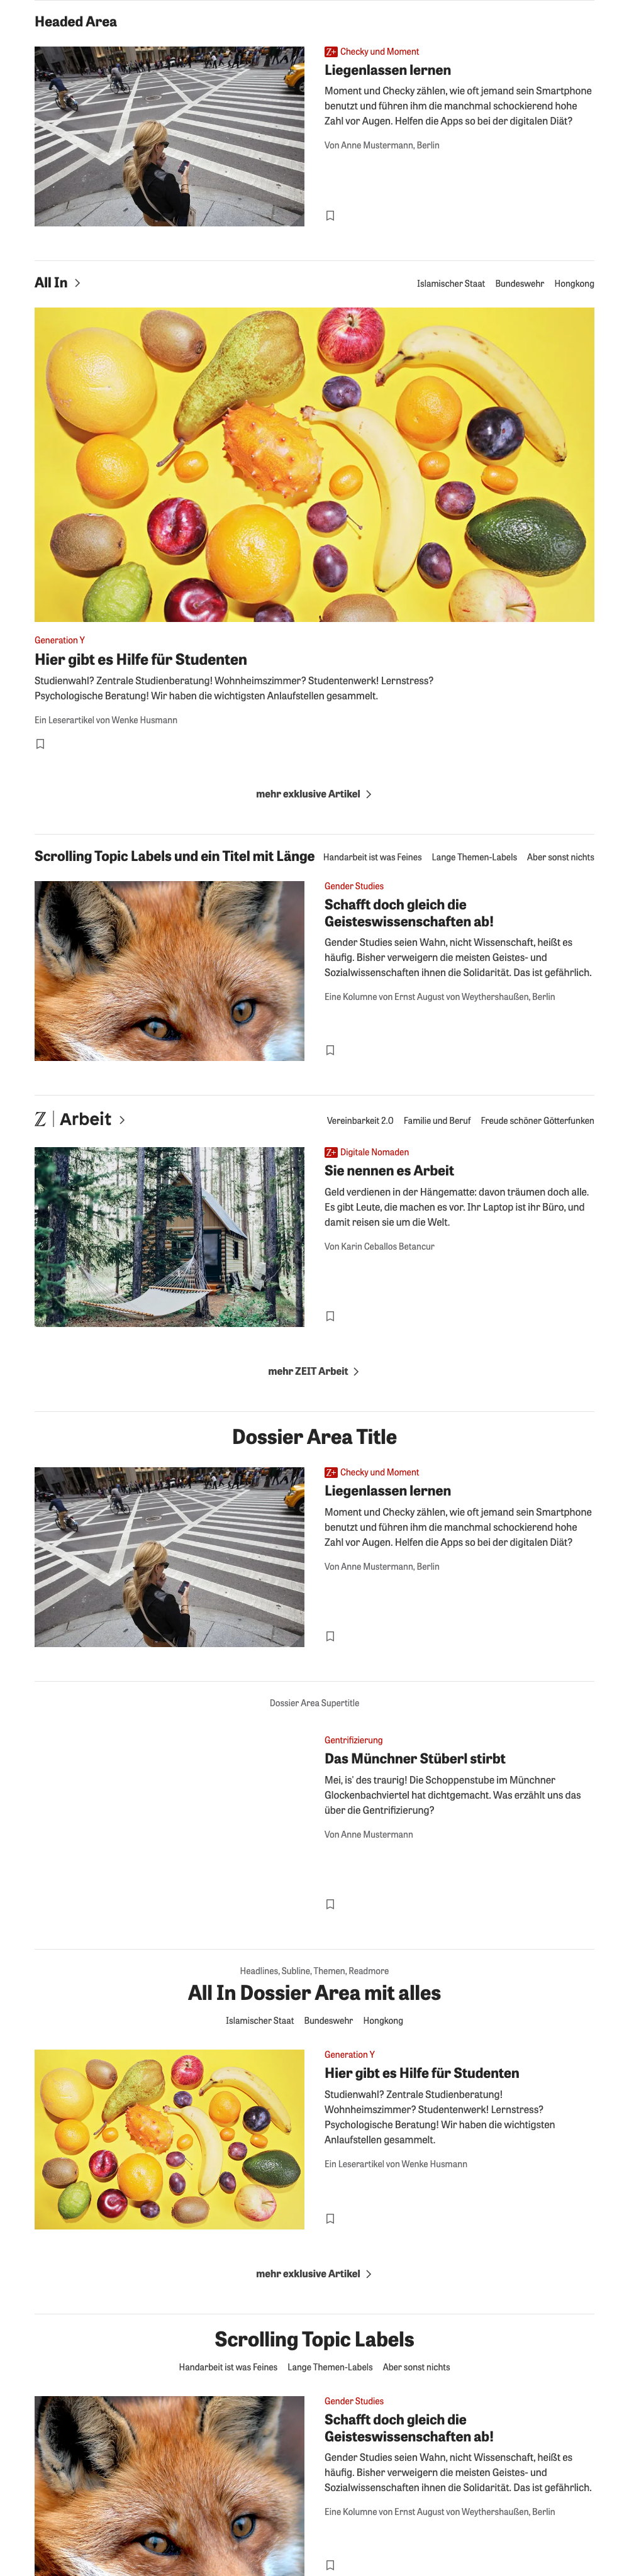 Headed Area
Z+ Checky und Moment
Liegenlassen lernen
Moment und Checky zählen, wie oft jemand sein Smartphone
benutzt und führen ihm die manchmal schockierend hohe
Zahl vor Augen. Helfen die Apps so bei der digitalen Diät?
Von Anne Mustermann, Berlin
All In
Islamischer Staat Bundeswehr Hongkong
Generation Y
Hier gibt es Hilfe für Studenten
Studienwahl? Zentrale Studienberatung! Wohnheimszimmer? Studentenwerk! Lernstress?
Psychologische Beratung! Wir haben die wichtigsten Anlaufstellen gesammelt.
Ein Leserartikel von Wenke Husmann
mehr exklusive Artikel
Scrolling Topic Labels und ein Titel mit Länge
Handarbeit ist was Feines Lange Themen-Labels Aber sonst nichts
Gender Studies
Schafft doch gleich die
Geisteswissenschaften ab!
Gender Studies seien Wahn, nicht Wissenschaft, heißt es
häufig. Bisher verweigern die meisten Geistes- und
Sozialwissenschaften ihnen die Solidarität. Das ist gefährlich.
Eine Kolumne von Ernst August von Weythershaußen, Berlin
Z Arbeit
Vereinbarkeit 2.0 Familie und Beruf Freude schöner Götterfunken
Z+ Digitale Nomaden
Sie nennen es Arbeit
Geld verdienen in der Hängematte: davon träumen doch alle.
Es gibt Leute, die machen es vor. Ihr Laptop ist ihr Büro, und
damit reisen sie um die Welt.
Von Karin Ceballos Betancur
mehr ZEIT Arbeit
Dossier Area Title
Z+ Checky und Moment
Liegenlassen lernen
Moment und Checky zählen, wie oft jemand sein Smartphone
benutzt und führen ihm die manchmal schockierend hohe
Zahl vor Augen. Helfen die Apps so bei der digitalen Diät?
Von Anne Mustermann, Berlin
Dossier Area Supertitle
Gentrifizierung
Das Münchner Stüberl stirbt
Mei, is' des traurig! Die Schoppenstube im Münchner
Glockenbachviertel hat dichtgemacht. Was erzählt uns das
über die Gentrifizierung?
Von Anne Mustermann
Headlines, Subline, Themen, Readmore
All In Dossier Area mit alles
Islamischer Staat Bundeswehr Hongkong
Generation Y
Hier gibt es Hilfe für Studenten
Studienwahl? Zentrale Studienberatung!
Wohnheimszimmer? Studentenwerk! Lernstress?
Psychologische Beratung! Wir haben die wichtigsten
Anlaufstellen gesammelt.
Ein Leserartikel von Wenke Husmann
mehr exklusive Artikel
Scrolling Topic Labels
Handarbeit ist was Feines Lange Themen-Labels Aber sonst nichts
Gender Studies
Schafft doch gleich die
Geisteswissenschaften ab!
Gender Studies seien Wahn, nicht Wissenschaft, heißt es
häufig. Bisher verweigern die meisten Geistes- und
Sozialwissenschaften ihnen die Solidarität. Das ist gefährlich.
Eine Kolumne von Ernst August von Weythershaußen, Berlin